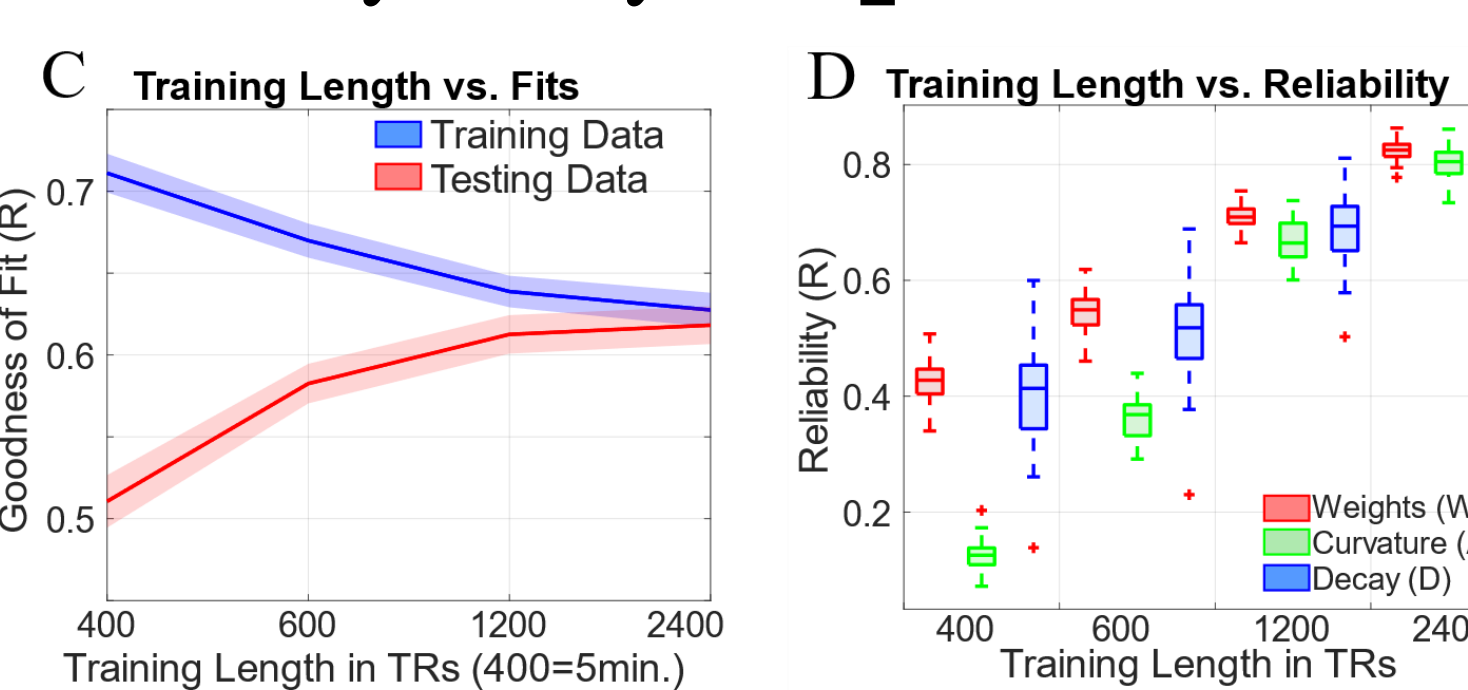 C
Training Length vs. Fits
Training Data
Testing Data
Goodness of Fit (R)
0.7
0.6
0.5
400 600 1200 2400
Training Length in TRs (400=5min.)
D
Training Length vs. Reliability
Reliability (R)
0.8
0.6
0.4
0.2
Weights (W
Curvature (
Decay (D)
400 600 1200 240
Training Length in TRs